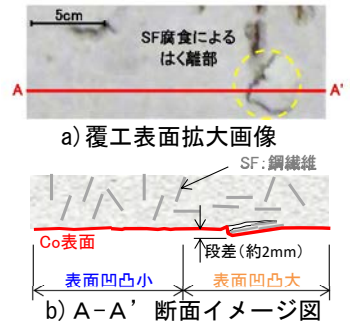 5cm
SF腐食による
はく離部
A
A'
a)覆工表面拡大画像
SF:鋼繊維
Co表面
段差(約2mm)
表面凹凸小
表面凹凸大
b)A-A’断面イメージ図